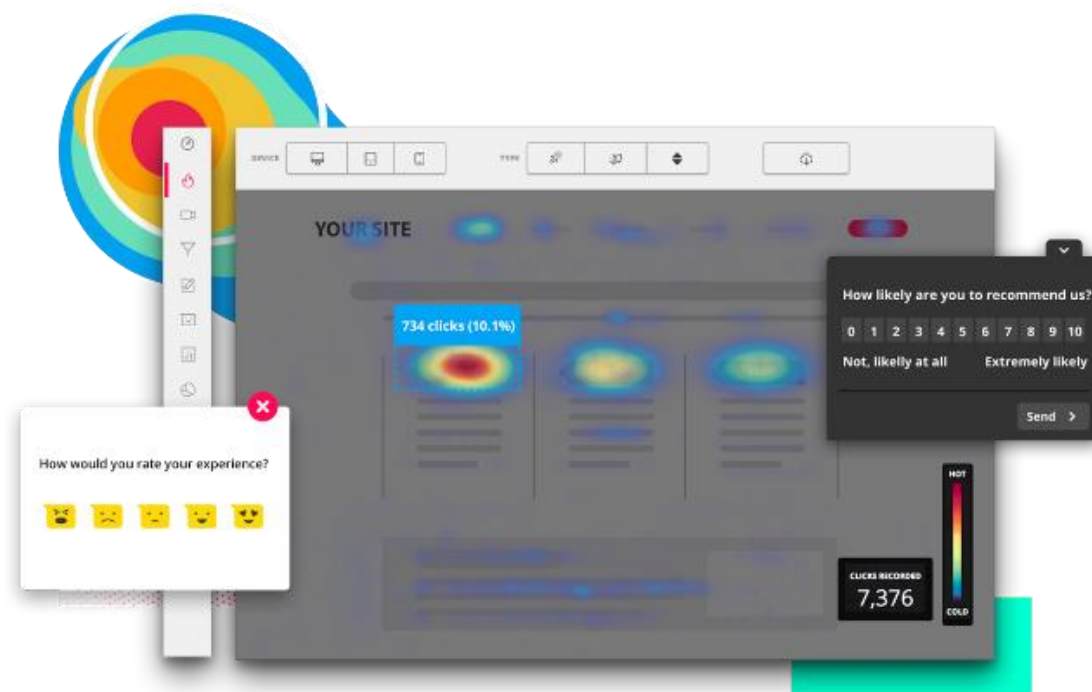 DEVICE
TYPE
YOUR SITE
734 clicks (10.1%)
How likely are you to recommend us?
0 1 2 3 4 5 6 7 8 9 10
Not, likelly at all Extremely likely
Send
How would you rate your experience?
HOT
COLD
CLICKS RECORDED
7,376